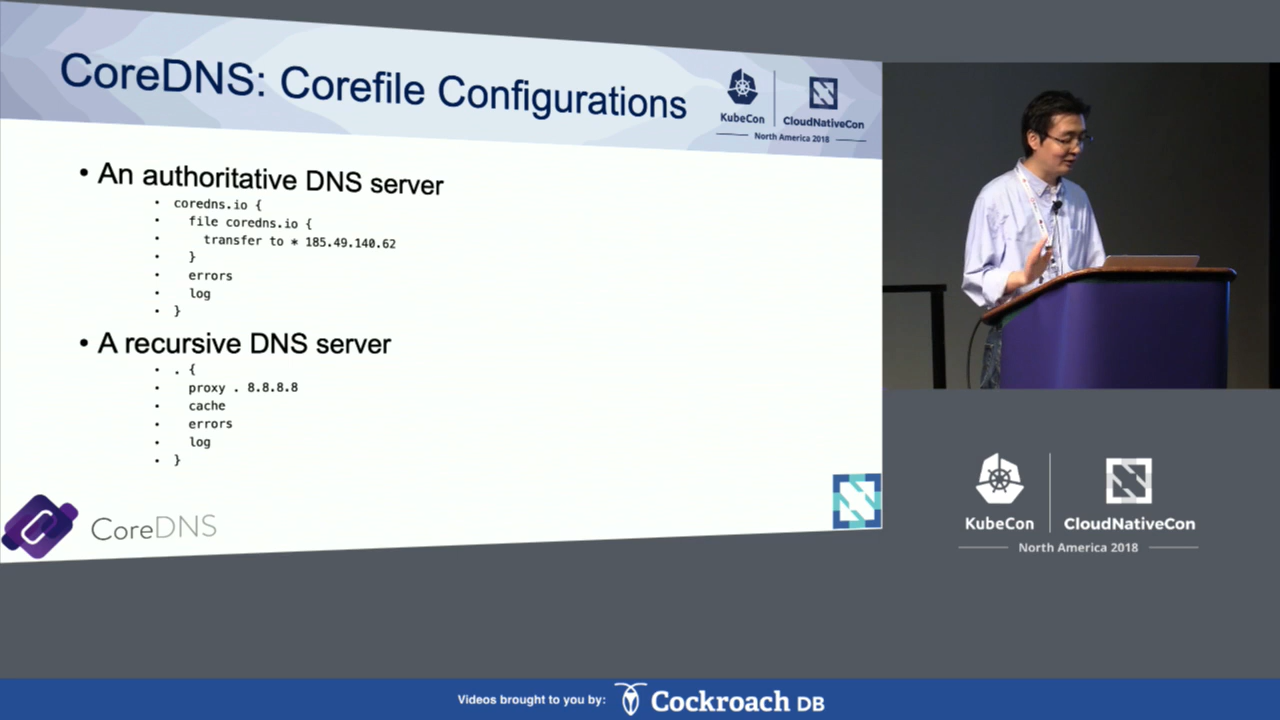 CoreDNS: Corefile Configurations
KubeCon
CloudNativeCon
North America 2018
• An authoritative DNS server
• coredns.io {
• file coredns.io {
• transfer to * 185.49.140.62
• }
• errors
• log
• }
• A recursive DNS server
• . {
• proxy . 8.8.8.8
• cache
• errors
• log
• }
CoreDNS
KubeCon
CloudNativeCon
North America 2018
Videos brought to you by: Cockroach DB